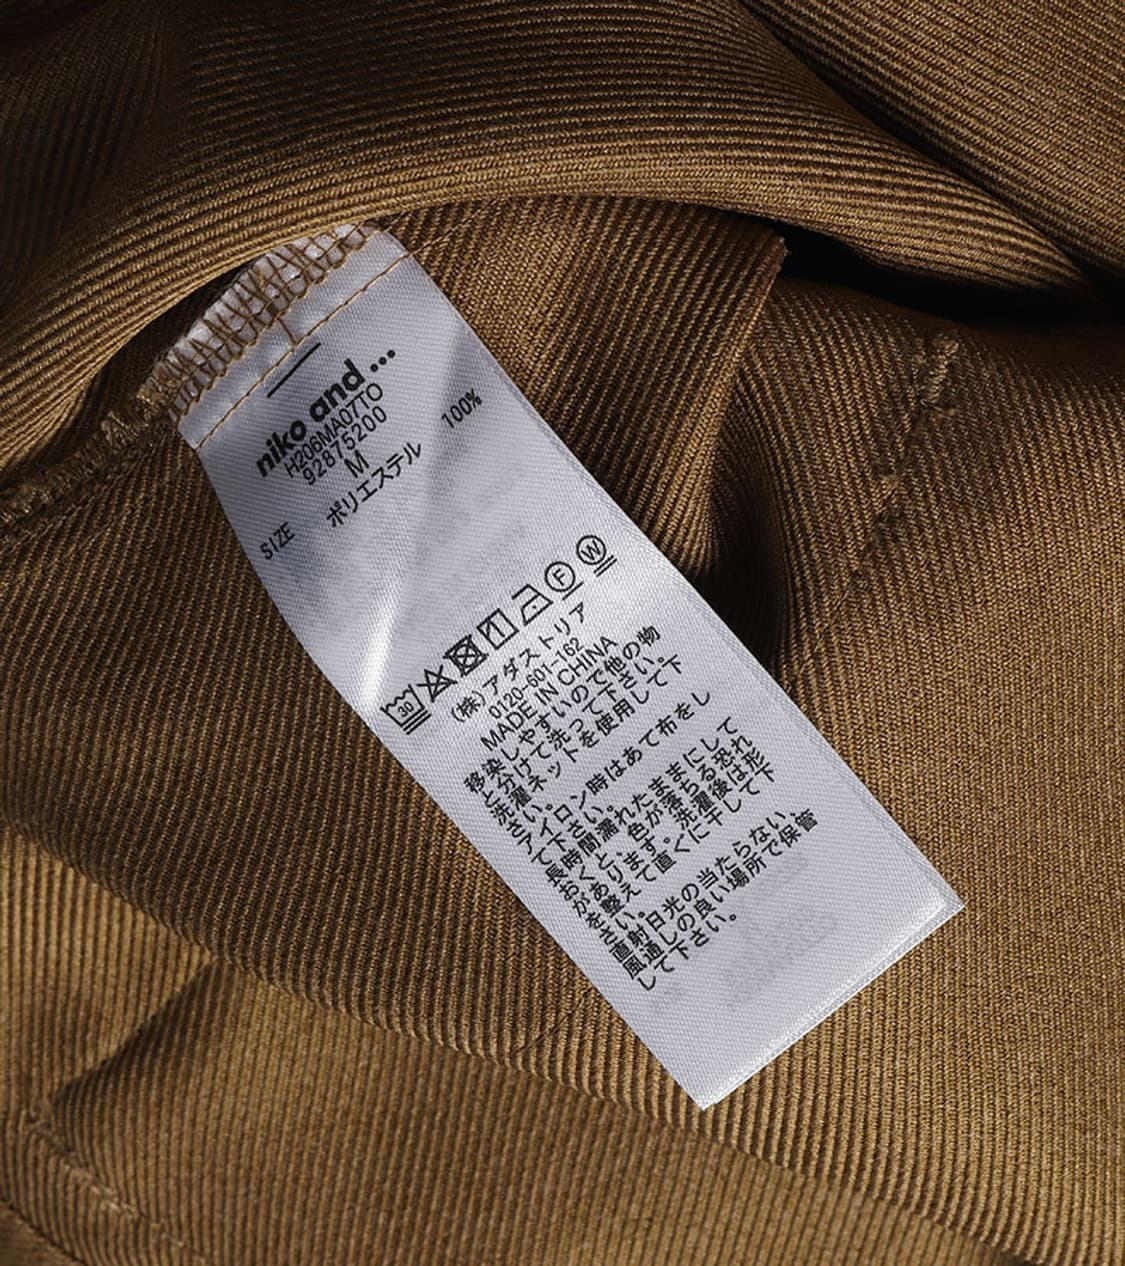 niko and ...
H206MA07TO
92875200
SIZE M
ポリエステル 100%
30 F W
(株)アダストリア
0120-601-162
MADE IN CHINA
移染しやすいので他の物
と分けて洗って下さい。
洗濯ネットを使用して下
さい。
アイロン時はあて布をし
て下さい。
長時間濡れたままにして
おくと、色が落ちる恐れ
があります。洗濯後は形
を整えて直ぐに干して下
さい。
直射日光の当たらない、
風通しの良い場所で保管
して下さい。